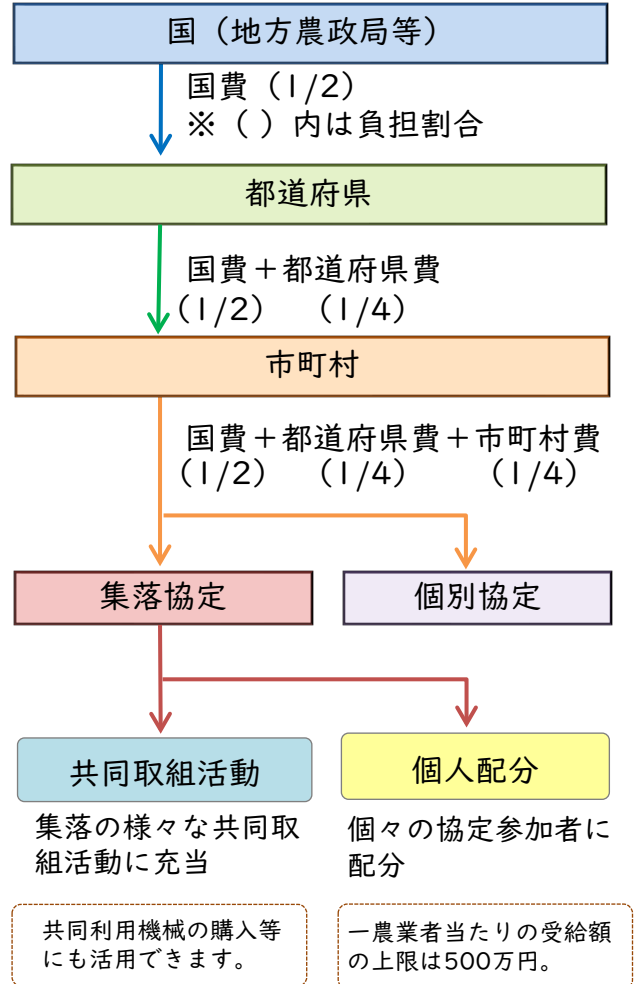 国（地方農政局等）
国費（1/2）
※（ ）内は負担割合
都道府県
国費＋都道府県費
（1/2）　（1/4）
市町村
国費＋都道府県費＋市町村費
（1/2）　（1/4）　（1/4）
集落協定
個別協定
共同取組活動
個人配分
集落の様々な共同取
組活動に充当
個々の協定参加者に
配分
共同利用機械の購入等
にも活用できます。
一農業者当たりの受給額
の上限は500万円。